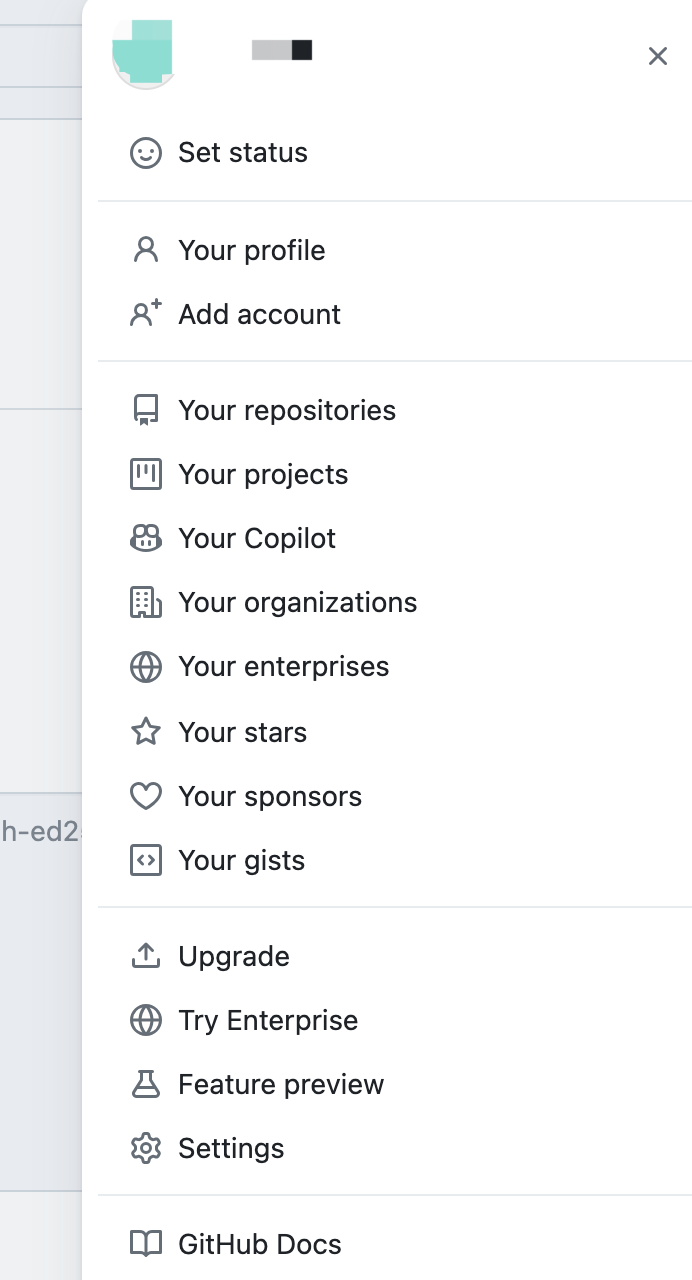 Set status
Your profile
Add account
Your repositories
Your projects
Your Copilot
Your organizations
Your enterprises
Your stars
Your sponsors
h-ed2
Your gists
Upgrade
Try Enterprise
Feature preview
Settings
GitHub Docs